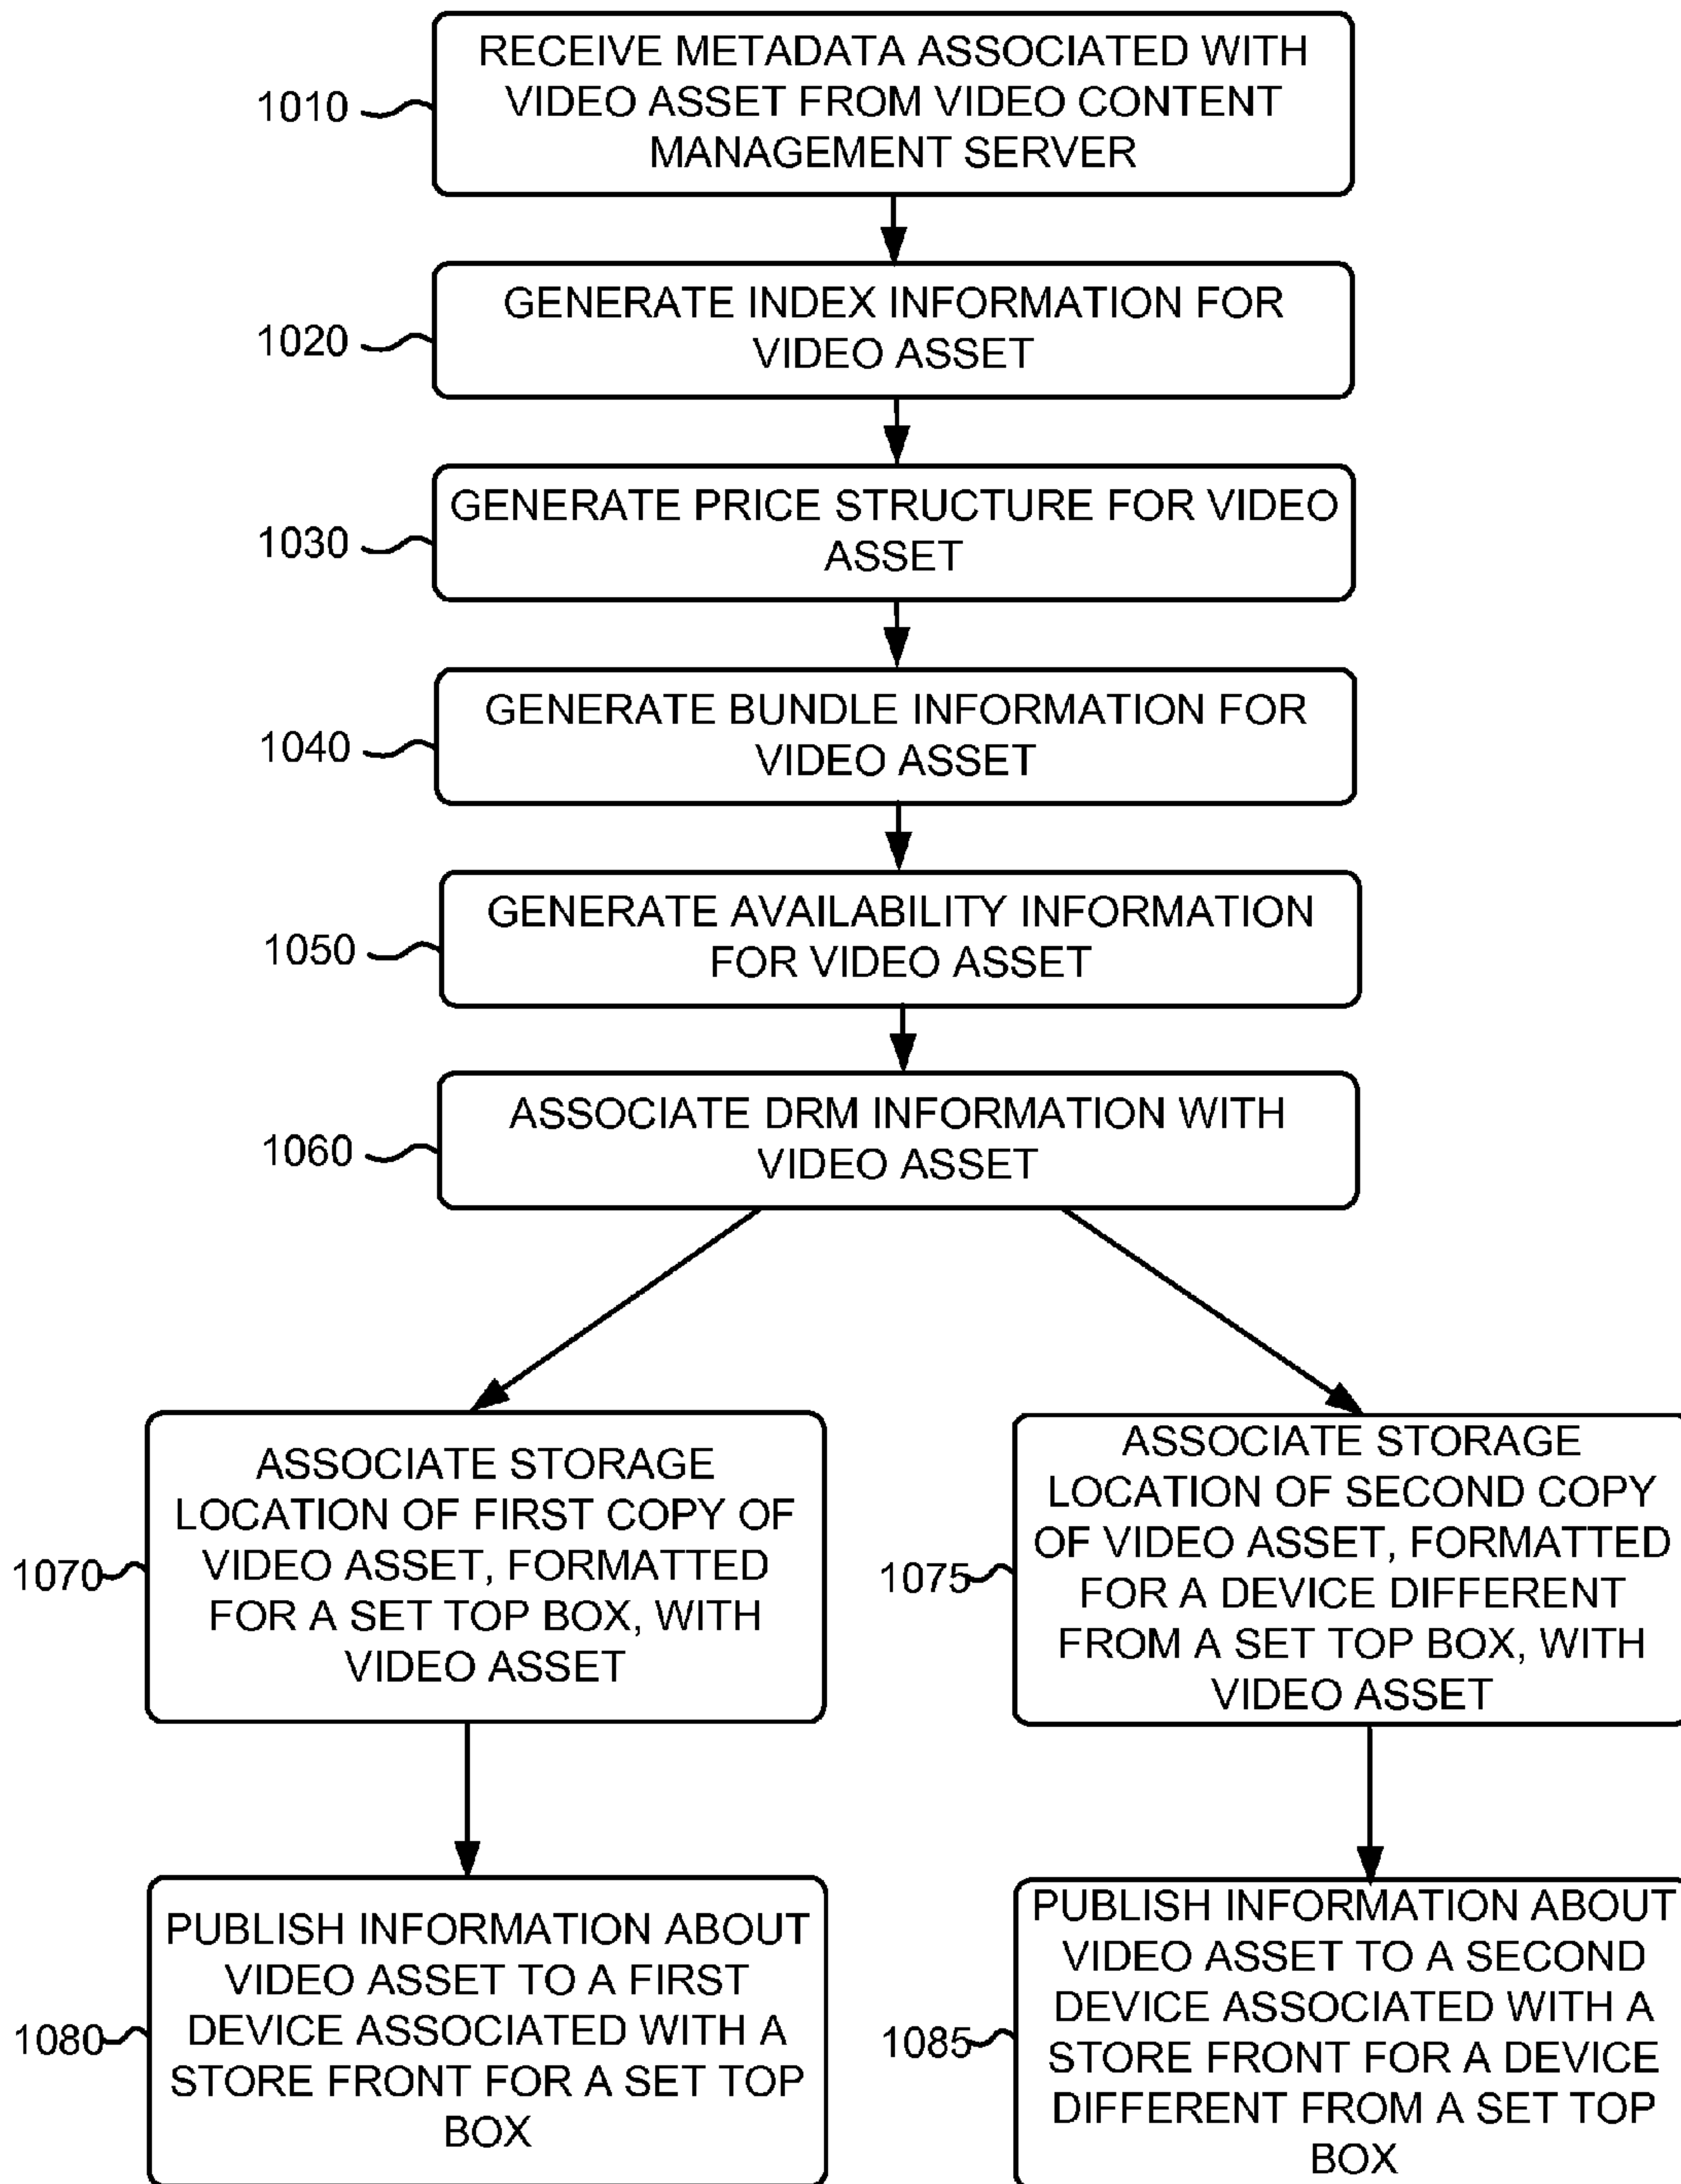 RECEIVE METADATA ASSOCIATED WITH
VIDEO ASSET FROM VIDEO CONTENT
MANAGEMENT SERVER
1010
GENERATE INDEX INFORMATION FOR
VIDEO ASSET
1020
GENERATE PRICE STRUCTURE FOR VIDEO
ASSET
1030
GENERATE BUNDLE INFORMATION FOR
VIDEO ASSET
1040
GENERATE AVAILABILITY INFORMATION
FOR VIDEO ASSET
1050
ASSOCIATE DRM INFORMATION WITH
VIDEO ASSET
1060
ASSOCIATE STORAGE
LOCATION OF FIRST COPY OF
VIDEO ASSET, FORMATTED
FOR A SET TOP BOX, WITH
VIDEO ASSET
1070
ASSOCIATE STORAGE
LOCATION OF SECOND COPY
OF VIDEO ASSET, FORMATTED
FOR A DEVICE DIFFERENT
FROM A SET TOP BOX, WITH
VIDEO ASSET
1075
PUBLISH INFORMATION ABOUT
VIDEO ASSET TO A FIRST
DEVICE ASSOCIATED WITH A
STORE FRONT FOR A SET TOP
BOX
1080
PUBLISH INFORMATION ABOUT
VIDEO ASSET TO A SECOND
DEVICE ASSOCIATED WITH A
STORE FRONT FOR A DEVICE
DIFFERENT FROM A SET TOP
BOX
1085